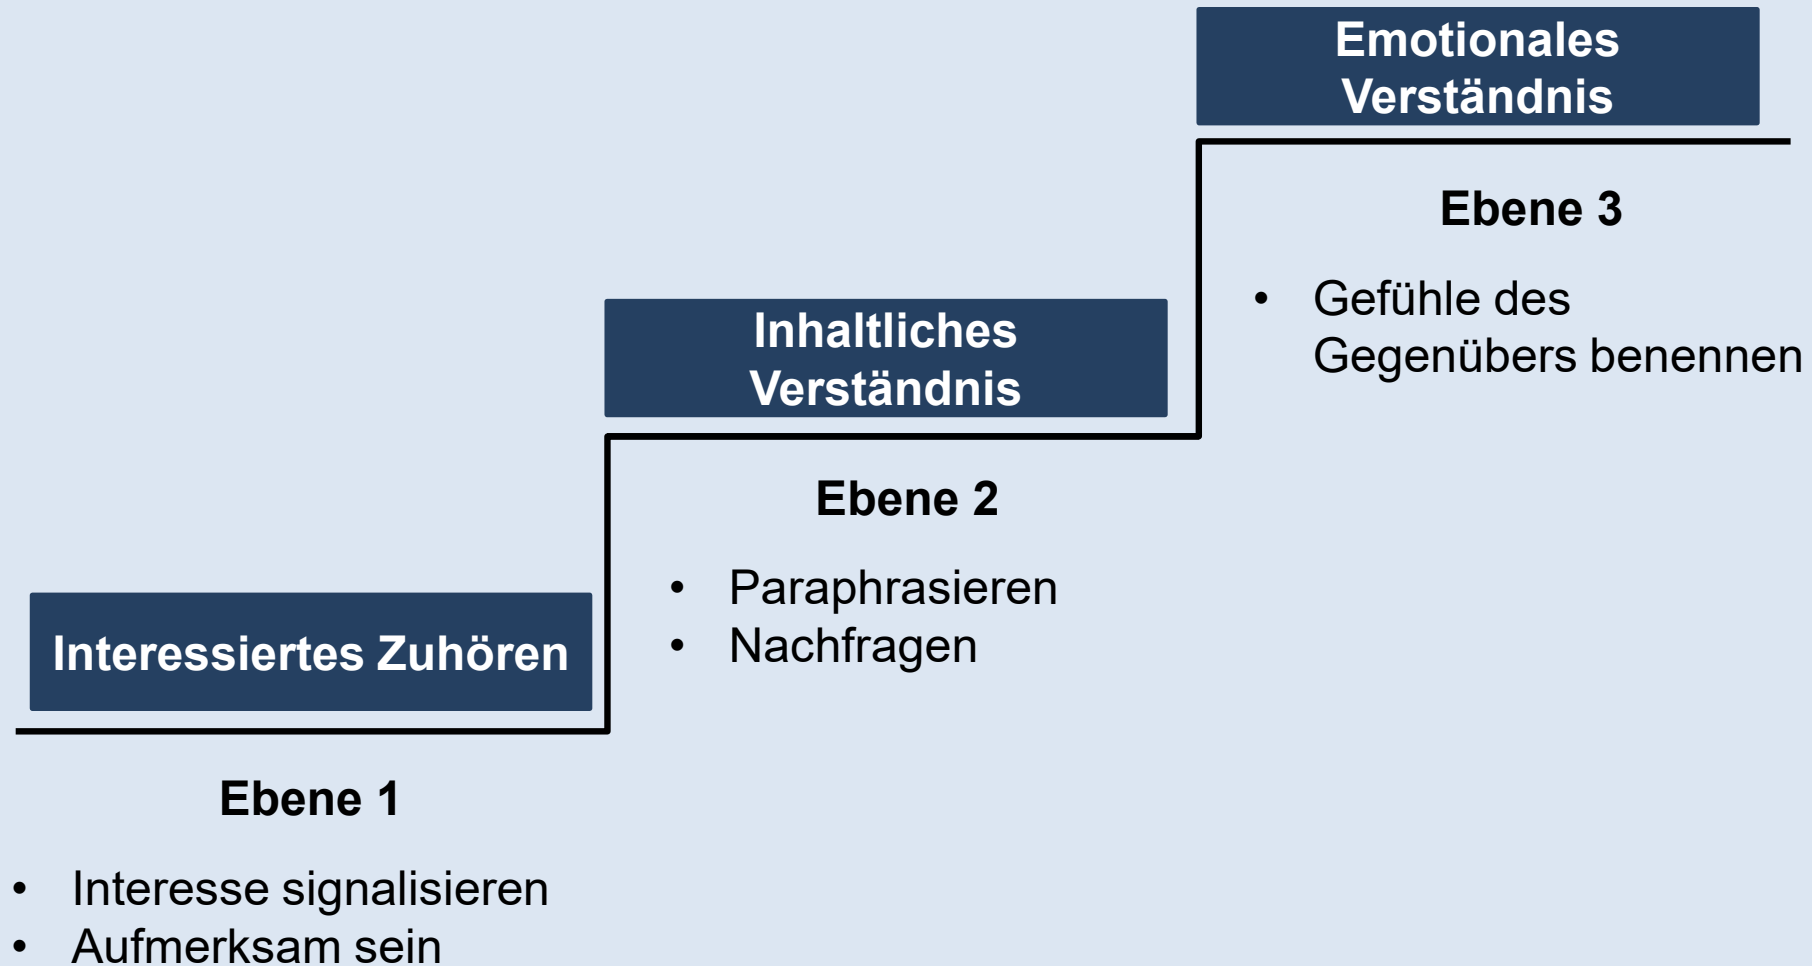 Interessiertes Zuhören
Ebene 1
• Interesse signalisieren
• Aufmerksam sein
Inhaltliches
Verständnis
Ebene 2
• Paraphrasieren
• Nachfragen
Emotionales
Verständnis
Ebene 3
• Gefühle des
Gegenübers benennen